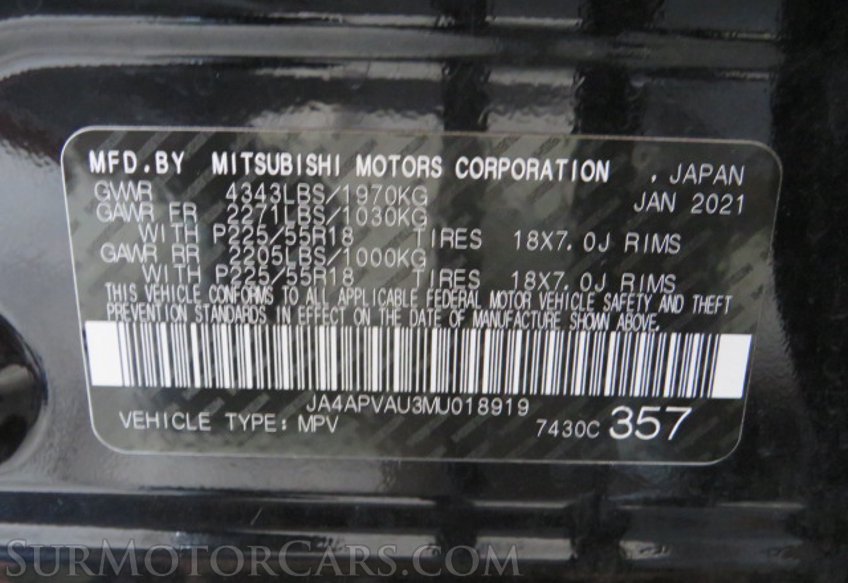 MFD.BY MITSUBISHI MOTORS CORPORATION , JAPAN
GVWR 4343LBS/1970KG JAN 2021
GAWR FR 2271LBS/1030KG
WITH P225/55R18 TIRES 18X7.0J RIMS
GAWR RR 2205LBS/1000KG
WITH P225/55R18 TIRES 18X7.0J RIMS
THIS VEHICLE CONFORMS TO ALL APPLICABLE FEDERAL MOTOR VEHICLE SAFETY AND THEFT
PREVENTION STANDARDS IN EFFECT ON THE DATE OF MANUFACTURE SHOWN ABOVE.
JA4APVAU3MU018919
VEHICLE TYPE: MPV 7430C 357
SURMOTORCARS.COM